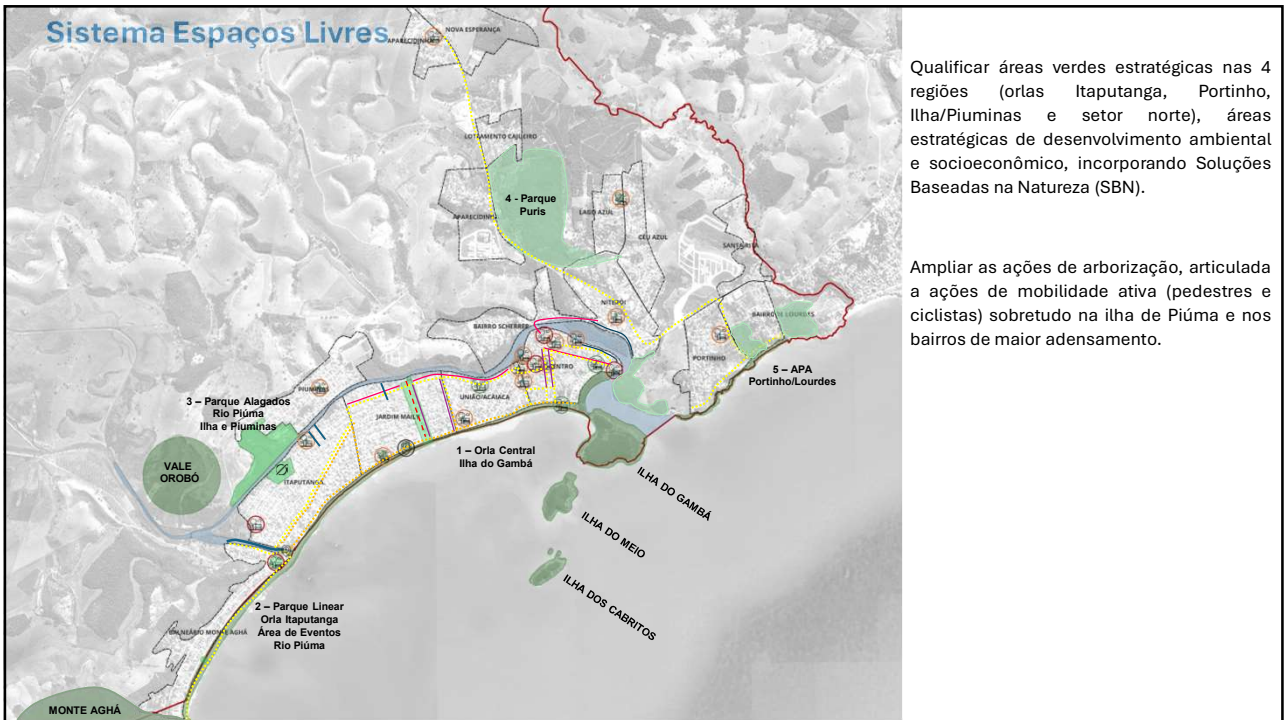 Sistema Espaços Livres
NOVA ESPERANÇA
APARECIDINHA
LOTAMENTO CAJUEIRO
4 - Parque
Puris
LAGO AZUL
APARECIDINHA
CÉU AZUL
SANTA RITA
NITERÓI
BAIRRO DE LOURDES
BAIRRO SCHERRER
PORTINHO
CENTRO
5 – APA
Portinho/Lourdes
UNIÃO/ACAIACA
3 – Parque Alagados
Rio Piúma
Ilha e Piuminas
JARDIM MAILY
1 – Orla Central
Ilha do Gambá
VALE
OROBÓ
ITAPUTANGA
ILHA DO GAMBÁ
ILHA DO MEIO
ILHA DOS CABRITOS
2 – Parque Linear
Orla Itaputanga
Área de Eventos
Rio Piúma
BALNEÁRIO MONTE AGHÁ
MONTE AGHÁ
Qualificar áreas verdes estratégicas nas 4
regiões (orlas Itaputanga, Portinho,
Ilha/Piuminas e setor norte), áreas
estratégicas de desenvolvimento ambiental
e socioeconômico, incorporando Soluções
Baseadas na Natureza (SBN).
Ampliar as ações de arborização, articulada
a ações de mobilidade ativa (pedestres e
ciclistas) sobretudo na ilha de Piúma e nos
bairros de maior adensamento.